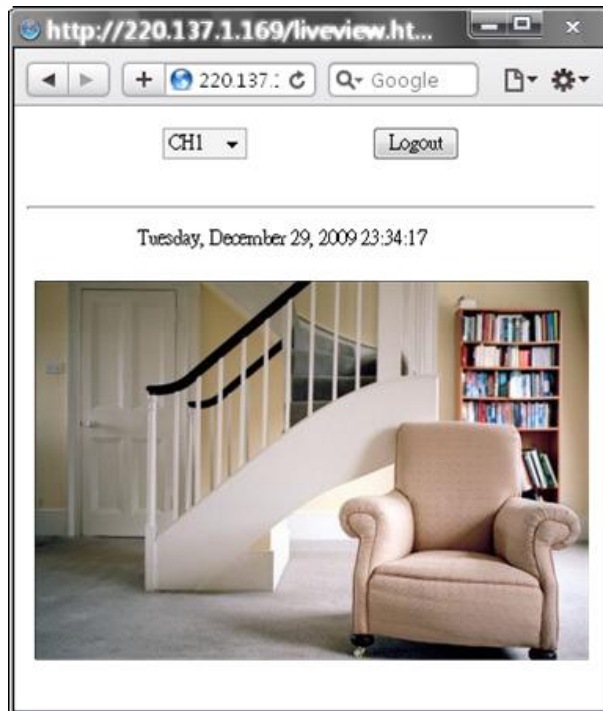 http://220.137.1.169/liveview.ht...
220.137.:
Google
CH1
Logout
Tuesday, December 29, 2009 23:34:17